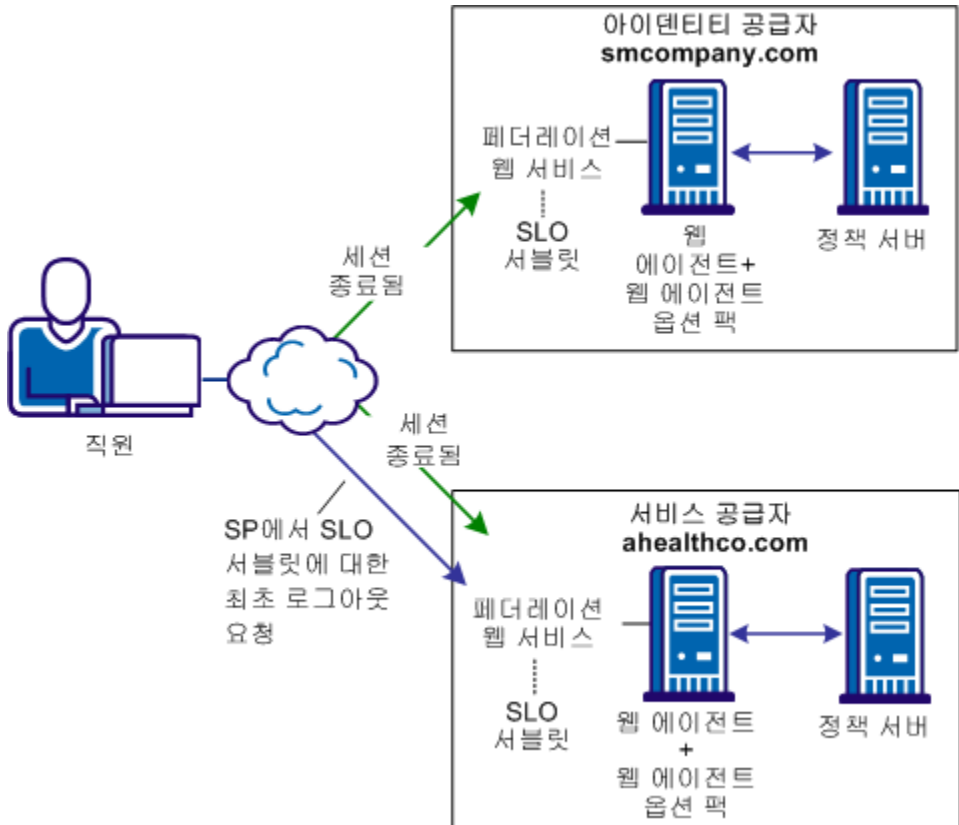 아이덴티티 공급자
smcompany.com
페더레이션
웹 서비스
SLO
서블릿
웹
에이전트+
웹 에이전트
옵션 팩
정책 서버
세션
종료됨
직원
세션
종료됨
SP에서 SLO
서블릿에 대한
최초 로그아웃
요청
서비스 공급자
ahealthco.com
페더레이션
웹 서비스
SLO
서블릿
웹 에이전트
+
웹 에이전트
옵션 팩
정책 서버